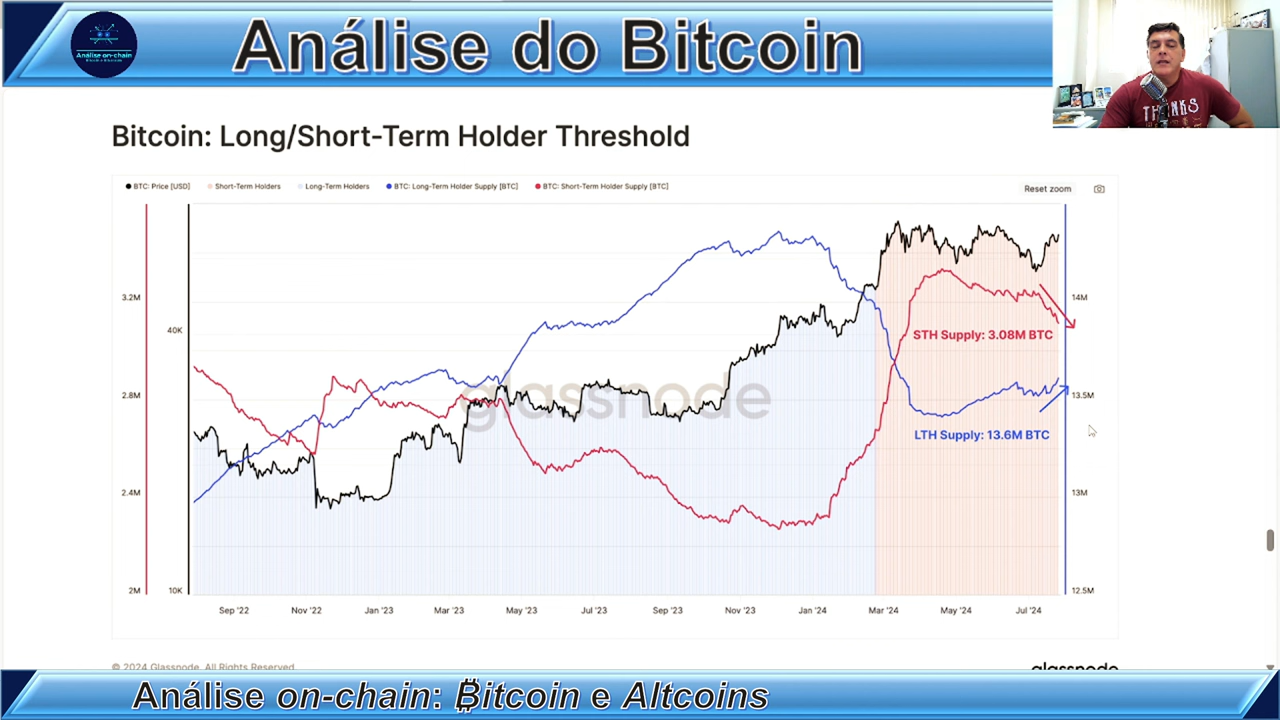 Análise do Bitcoin
Análise on-chain
THANKS
Bitcoin: Long/Short-Term Holder Threshold
BTC: Price [USD] Short-Term Holders Long-Term Holders BTC: Long-Term Holder Supply [BTC] BTC: Short-Term Holder Supply [BTC]
Reset zoom
3.2M
2.8M
2.4M
2M
40K
10K
glassnode
STH Supply: 3.08M BTC
LTH Supply: 13.6M BTC
14M
13.5M
13M
12.5M
Sep '22 Nov '22 Jan '23 Mar '23 May '23 Jul '23 Sep '23 Nov '23 Jan '24 Mar '24 May '24 Jul '24
© 2024 Glassnode. All Rights Reserved
glassnode
Análise on-chain: ₿itcoin e Altcoins